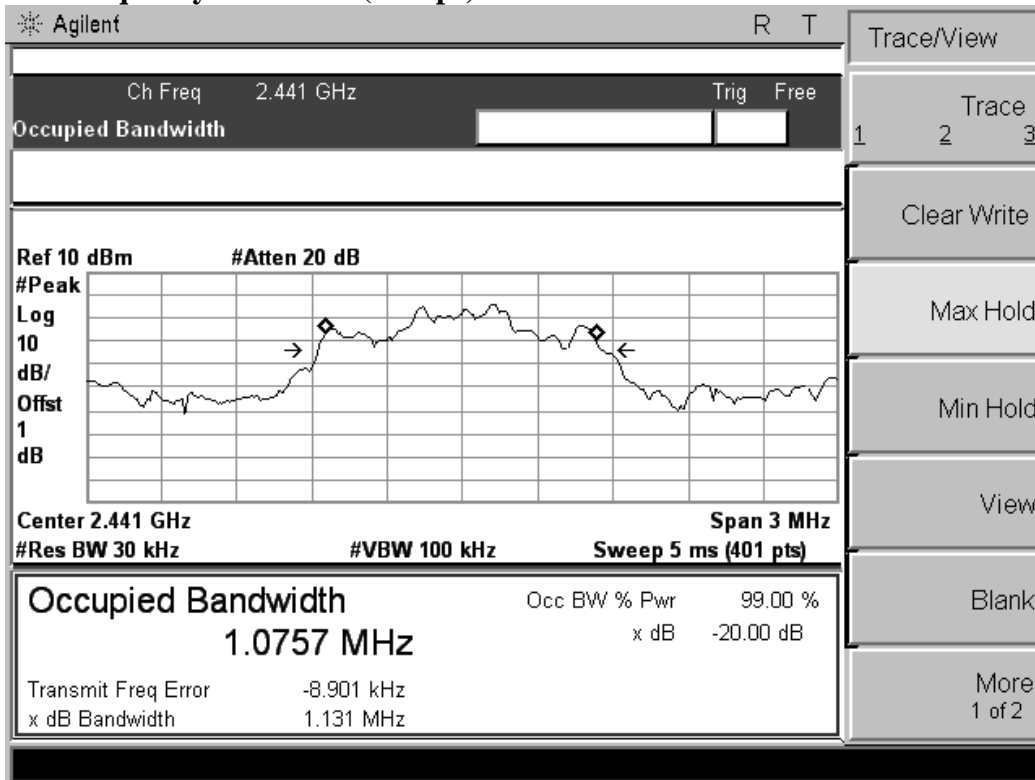 Agilent R T
Trace/View
Ch Freq 2.441 GHz Trig Free
Occupied Bandwidth
Trace
1 2 3
Clear Write
Max Hold
Min Hold
View
Blank
More
1 of 2
Ref 10 dBm #Atten 20 dB
#Peak
Log
10
dB/
Offst
1
dB
Center 2.441 GHz Span 3 MHz
#Res BW 30 kHz #VBW 100 kHz Sweep 5 ms (401 pts)
Occupied Bandwidth Occ BW % Pwr 99.00 %
1.0757 MHz x dB -20.00 dB
Transmit Freq Error -8.901 kHz
x dB Bandwidth 1.131 MHz